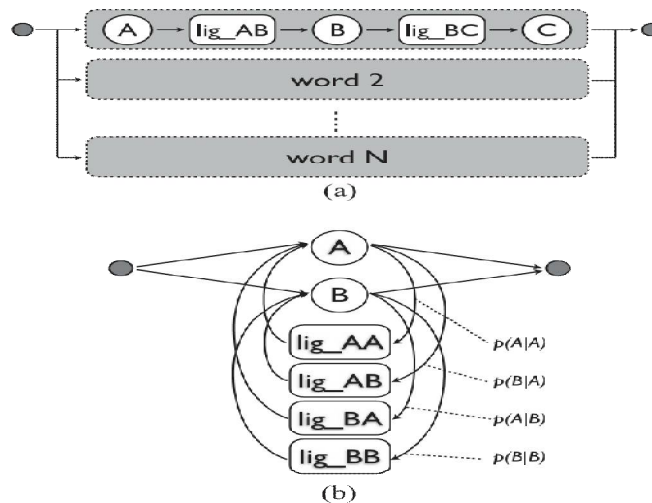 A lig_AB B lig_BC C
word 2
word N
(a)
A
B
lig_AA
p(A|A)
lig_AB
p(B|A)
lig_BA
p(A|B)
lig_BB
p(B|B)
(b)